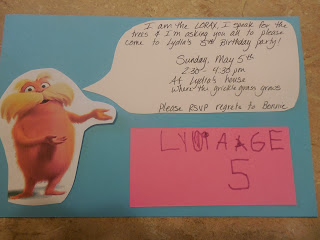 I am the LORAX, I speak for the
trees & I'm asking you all to please
come to Lydia's 5th Birthday party!
Sunday, May 5th
2:30 - 4:30 pm
At Lydia's house
where the grickle grass grows
Please RSVP regrets to Bonnie
LYDIA AGE
5